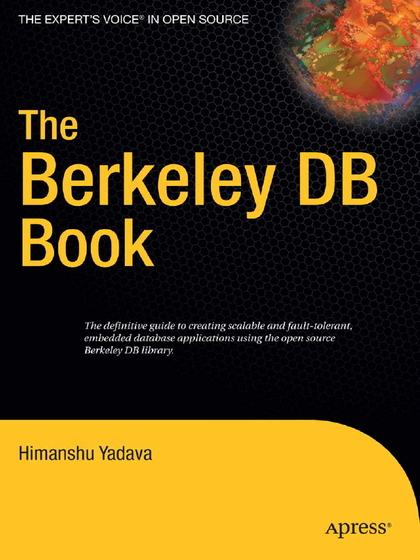 THE EXPERT'S VOICE® IN OPEN SOURCE
The
Berkeley DB
Book
The definitive guide to creating scalable and fault-tolerant,
embedded database applications using the open source
Berkeley DB library.
Himanshu Yadava
Apress®